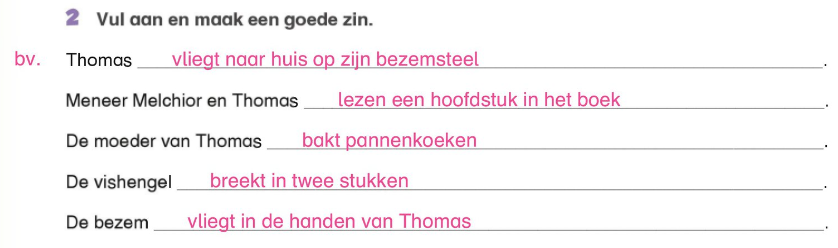 2 Vul aan en maak een goede zin.
bv. Thomas vliegt naar huis op zijn bezemsteel.
Meneer Melchior en Thomas lezen een hoofdstuk in het boek.
De moeder van Thomas bakt pannenkoeken.
De vishengel breekt in twee stukken.
De bezem vliegt in de handen van Thomas.